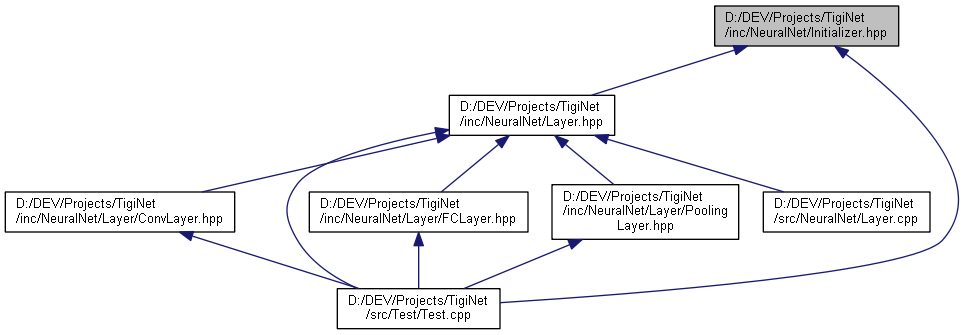 D:/DEV/Projects/TigiNet
/inc/NeuralNet/Initializer.hpp
D:/DEV/Projects/TigiNet
/inc/NeuralNet/Layer.hpp
D:/DEV/Projects/TigiNet
/inc/NeuralNet/Layer/ConvLayer.hpp
D:/DEV/Projects/TigiNet
/inc/NeuralNet/Layer/FCLayer.hpp
D:/DEV/Projects/TigiNet
/inc/NeuralNet/Layer/Pooling
Layer.hpp
D:/DEV/Projects/TigiNet
/src/NeuralNet/Layer.cpp
D:/DEV/Projects/TigiNet
/src/Test/Test.cpp